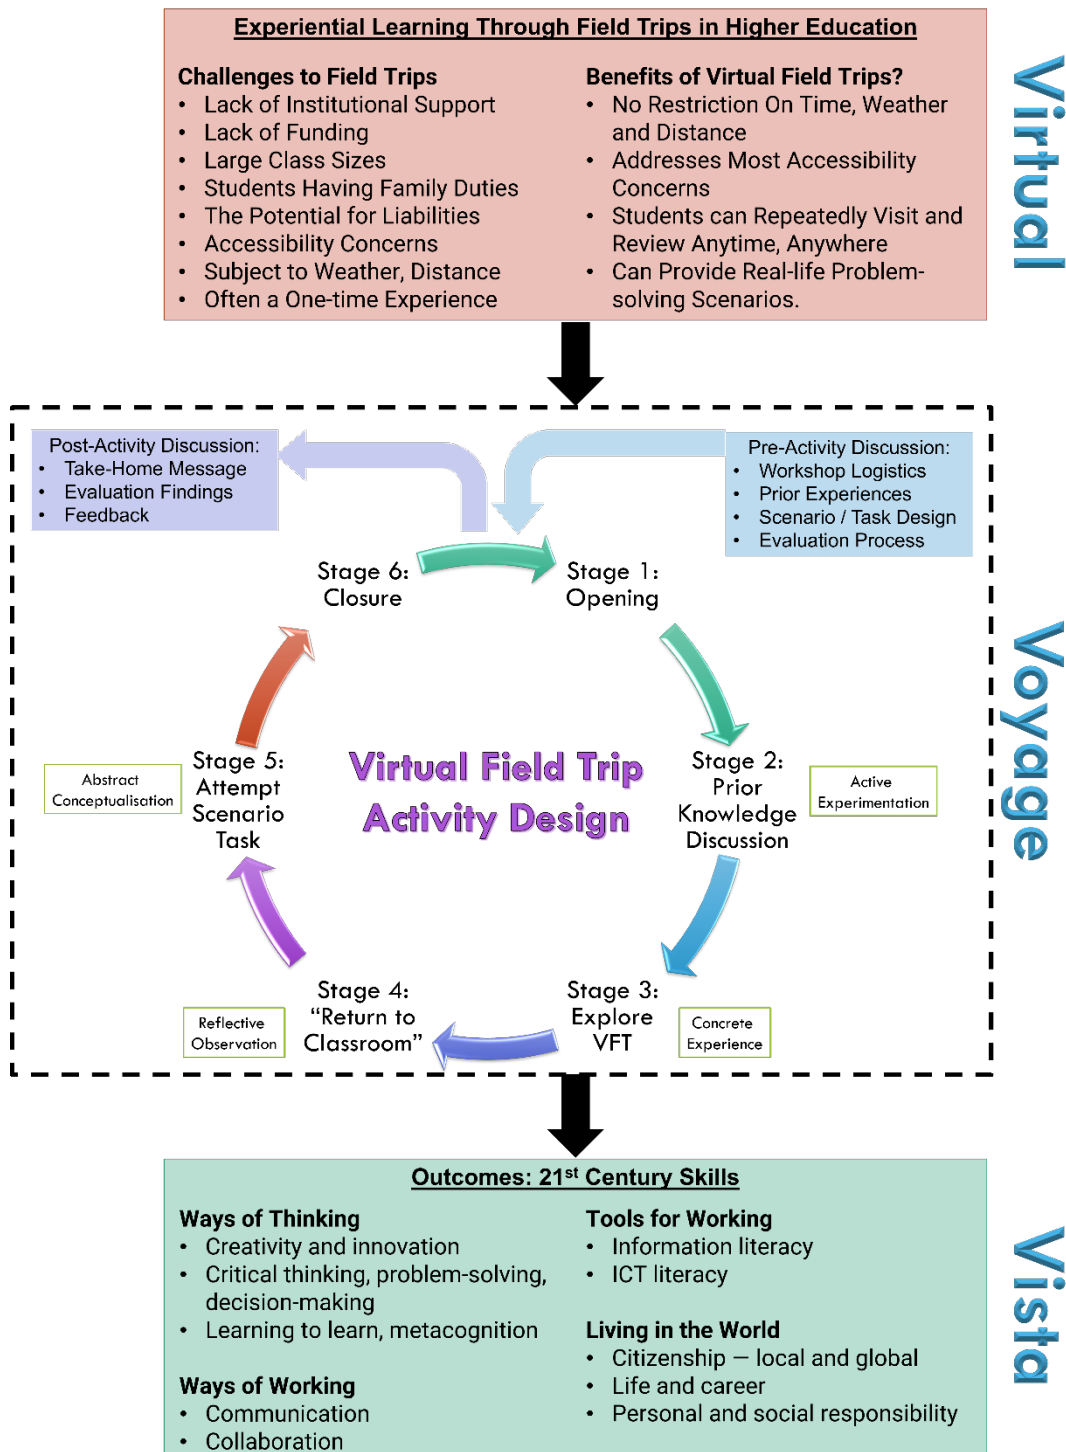 Experiential Learning Through Field Trips in Higher Education
Challenges to Field Trips
• Lack of Institutional Support
• Lack of Funding
• Large Class Sizes
• Students Having Family Duties
• The Potential for Liabilities
• Accessibility Concerns
• Subject to Weather, Distance
• Often a One-time Experience
Benefits of Virtual Field Trips?
• No Restriction On Time, Weather
and Distance
• Addresses Most Accessibility
Concerns
• Students can Repeatedly Visit and
Review Anytime, Anywhere
• Can Provide Real-life Problem-
solving Scenarios.
Virtual
Post-Activity Discussion:
• Take-Home Message
• Evaluation Findings
• Feedback
Pre-Activity Discussion:
• Workshop Logistics
• Prior Experiences
• Scenario / Task Design
• Evaluation Process
Stage 6:
Closure
Stage 1:
Opening
Stage 5:
Attempt
Scenario
Task
Abstract
Conceptualisation
Virtual Field Trip
Activity Design
Stage 2:
Prior
Knowledge
Discussion
Active
Experimentation
Stage 4:
“Return to
Classroom”
Reflective
Observation
Stage 3:
Explore
VFT
Concrete
Experience
Voyage
Outcomes: 21st Century Skills
Ways of Thinking
• Creativity and innovation
• Critical thinking, problem-solving,
decision-making
• Learning to learn, metacognition
Ways of Working
• Communication
• Collaboration
Tools for Working
• Information literacy
• ICT literacy
Living in the World
• Citizenship — local and global
• Life and career
• Personal and social responsibility
Vista